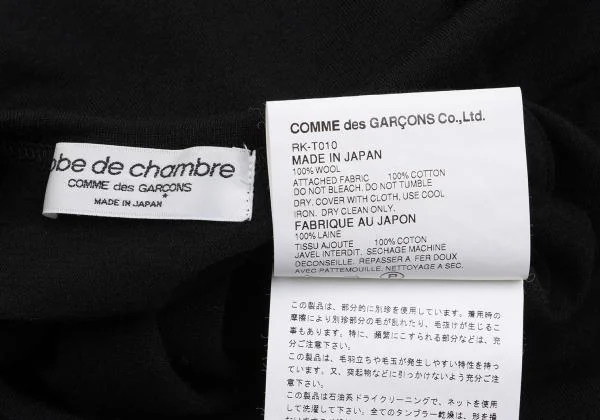 obe de chambre
COMME des GARÇONS
MADE IN JAPAN
COMME des GARÇONS Co.,Ltd.
RK-T010
MADE IN JAPAN
100% WOOL
ATTACHED FABRIC 100% COTTON
DO NOT BLEACH. DO NOT TUMBLE
DRY. COVER WITH CLOTH, USE COOL
IRON. DRY CLEAN ONLY.
FABRIQUE AU JAPON
100% LAINE
TISSU AJOUTE 100% COTON
JAVEL INTERDIT. SECHAGE MACHINE
DECONSEILLE. REPASSER A FER DOUX
AVEC PATTEMOUILLE. NETTOYAGE A SEC.
P
この製品は、部分的に別珍を使用しています。着用時の
摩擦により別珍部分の毛が乱れたり、毛抜けが生じるこ
事もあります。特に、頻繁にこすられる部分などは、充
分ご注意下さい。
この製品は、毛羽立ちや毛玉が発生しやすい特性を持っ
ています。又、突起物などに引っかけないよう充分ご注
意下さい。
この製品は石油系ドライクリーニングで、ネットを使用
して洗濯して下さい。全てのタンブラー乾燥は、形を損